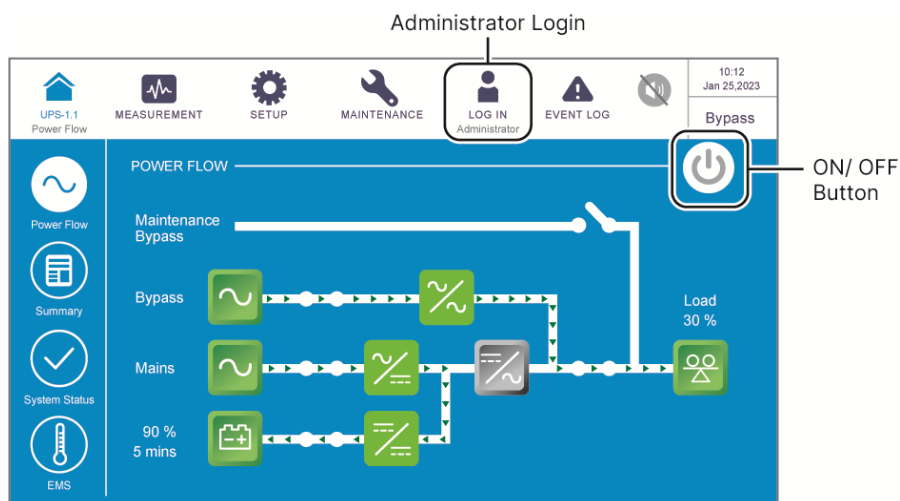 Administrator Login
UPS-1.1
Power Flow
MEASUREMENT
SETUP
MAINTENANCE
LOG IN
Administrator
EVENT LOG
10:12
Jan 25,2023
Bypass
ON/ OFF
Button
POWER FLOW
Power Flow
Summary
System Status
EMS
Maintenance
Bypass
Bypass
Mains
90 %
5 mins
Load
30 %